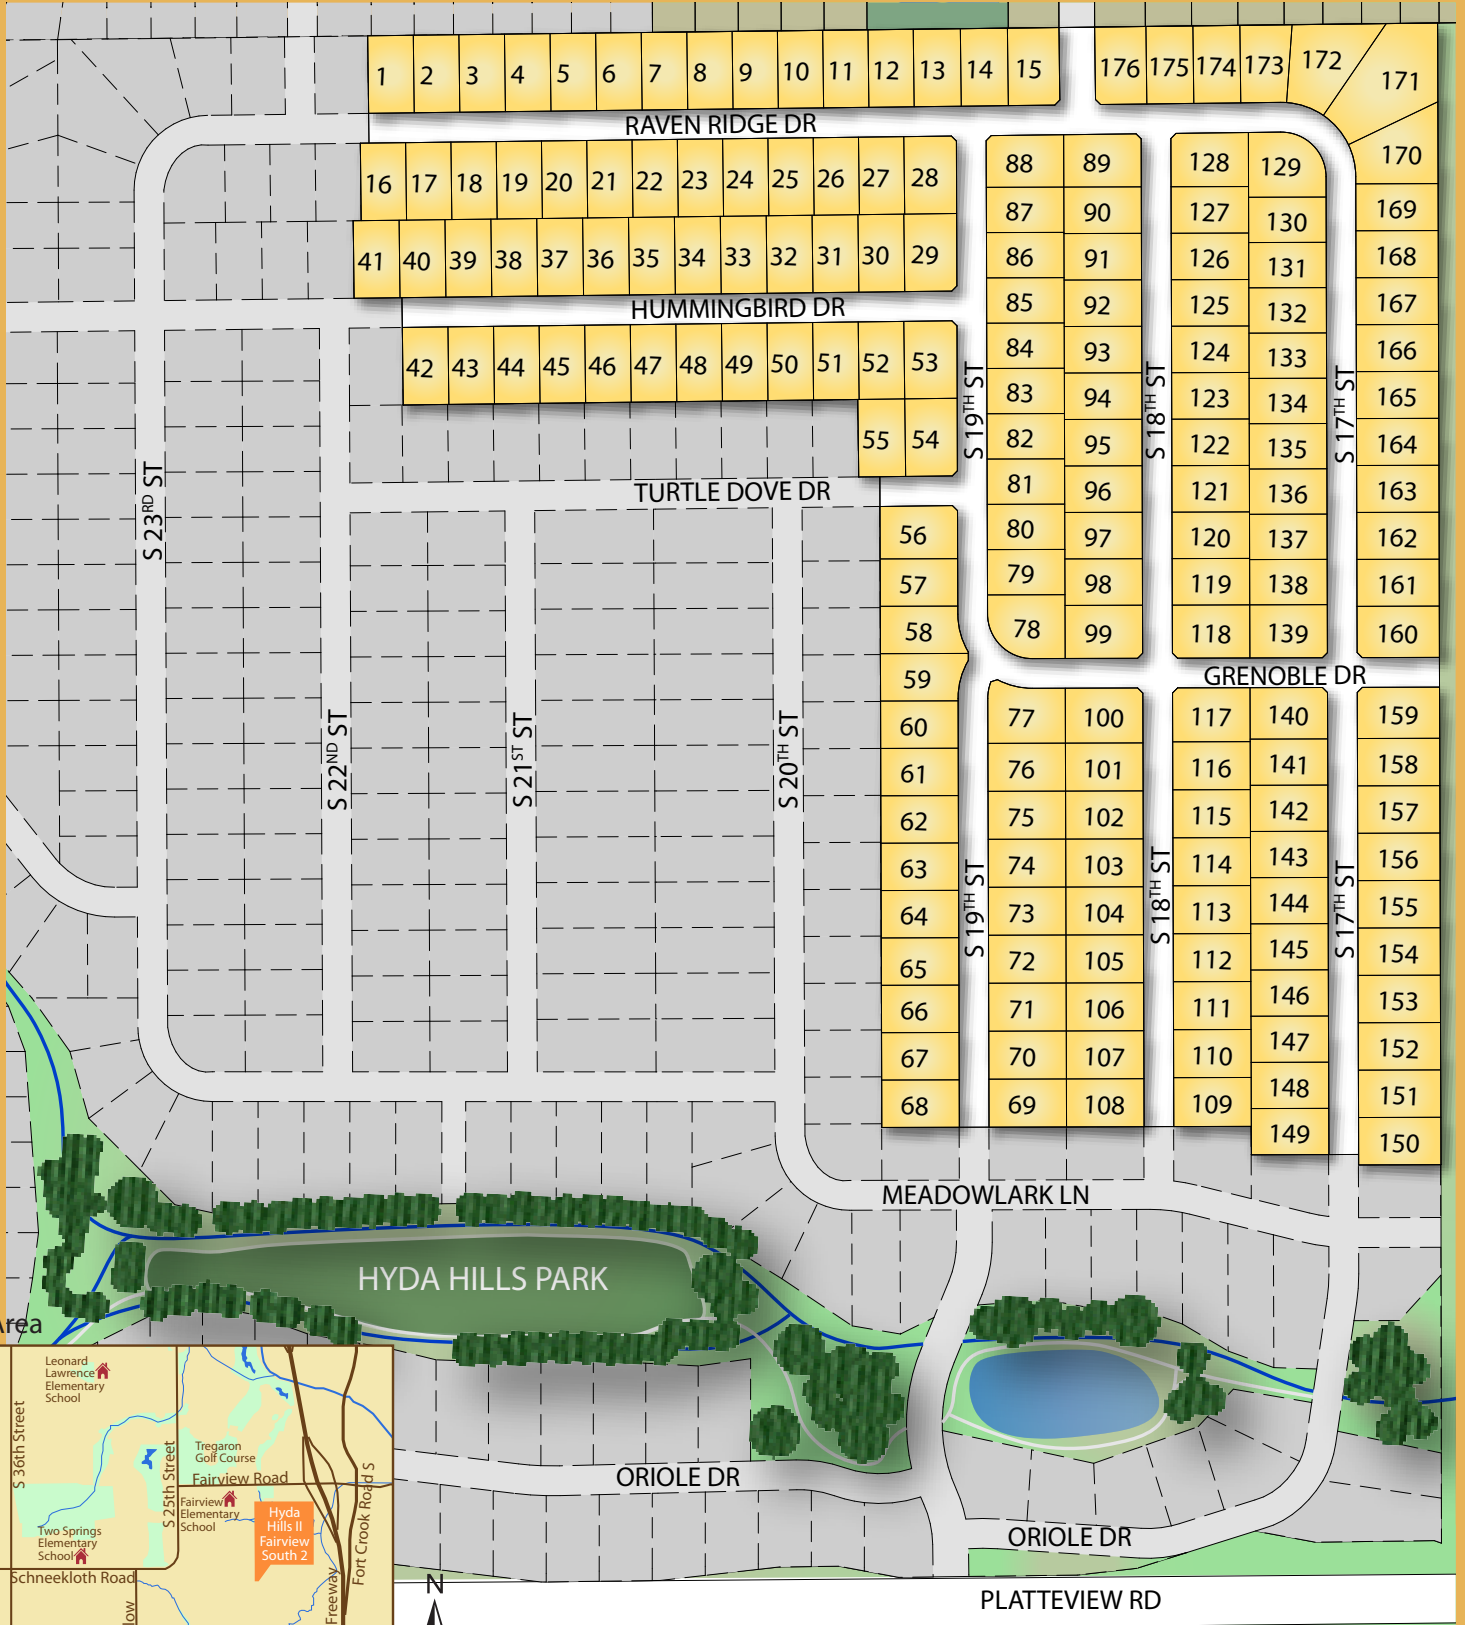 1 2 3 4 5 6 7 8 9 10 11 12 13 14 15 176 175 174 173 172 171
RAVEN RIDGE DR
16 17 18 19 20 21 22 23 24 25 26 27 28
41 40 39 38 37 36 35 34 33 32 31 30 29
HUMMINGBIRD DR
42 43 44 45 46 47 48 49 50 51 52 53
55 54
TURTLE DOVE DR
56
57
58
59
60
61
62
63
64
65
66
67
68
88 89
87 90
86 91
85 92
84 93
83 94
82 95
81 96
80 97
79 98
78 99
77 100
76 101
75 102
74 103
73 104
72 105
71 106
70 107
69 108
128 129
127 130
126 131
125 132
124 133
123 134
122 135
121 136
120 137
119 138
118 139
117 140
116 141
115 142
114 143
113 144
112 145
111 146
110 147
109 148
149
170
169
168
167
166
165
164
163
162
161
160
GRENOBLE DR
159
158
157
156
155
154
153
152
151
150
S 23RD ST
S 22ND ST
S 21ST ST
S 20TH ST
S 19TH ST
S 18TH ST
S 17TH ST
S 19TH ST
S 18TH ST
S 17TH ST
MEADOWLARK LN
HYDA HILLS PARK
ORIOLE DR
ORIOLE DR
PLATTEVIEW RD
N
Area
Leonard
Lawrence
Elementary
School
S 36th Street
S 25th Street
Tregaron
Golf Course
Fairview Road
Fairview
Elementary
School
Hyda
Hills II
Fairview
South 2
Two Springs
Elementary
School
Schneekloth Road
Freeway
Fort Crook Road S
low